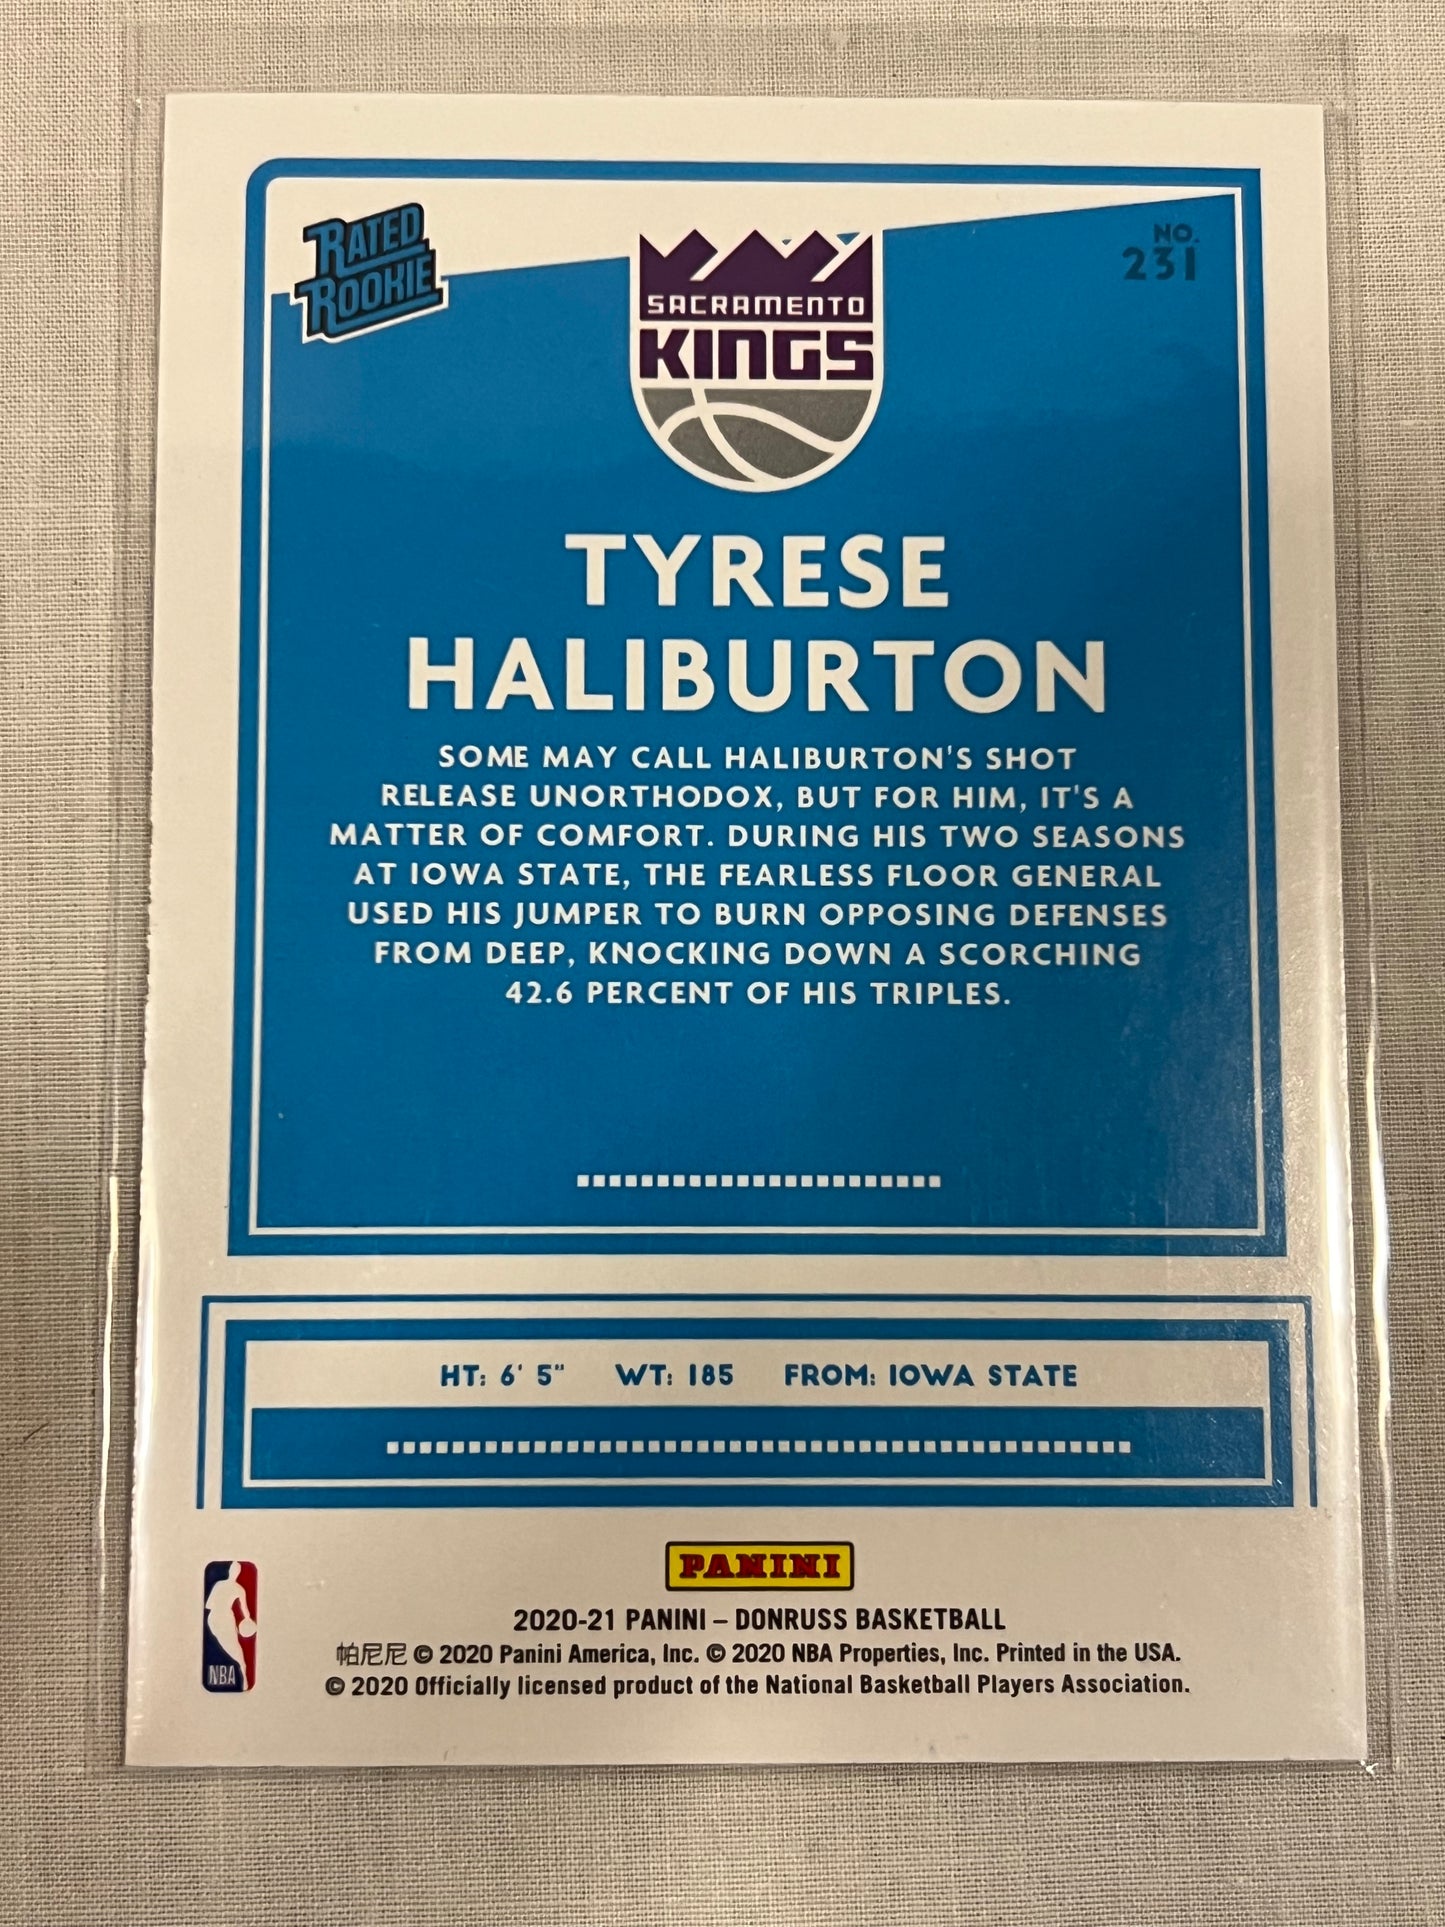 RATED
ROOKIE
NO.
231
SACRAMENTO
KINGS
TYRESE
HALIBURTON
SOME MAY CALL HALIBURTON'S SHOT
RELEASE UNORTHODOX, BUT FOR HIM, IT'S A
MATTER OF COMFORT. DURING HIS TWO SEASONS
AT IOWA STATE, THE FEARLESS FLOOR GENERAL
USED HIS JUMPER TO BURN OPPOSING DEFENSES
FROM DEEP, KNOCKING DOWN A SCORCHING
42.6 PERCENT OF HIS TRIPLES.
HT: 6' 5" WT: 185 FROM: IOWA STATE
PANINI
2020-21 PANINI – DONRUSS BASKETBALL
帕尼尼 © 2020 Panini America, Inc. © 2020 NBA Properties, Inc. Printed in the USA.
© 2020 Officially licensed product of the National Basketball Players Association.
NBA